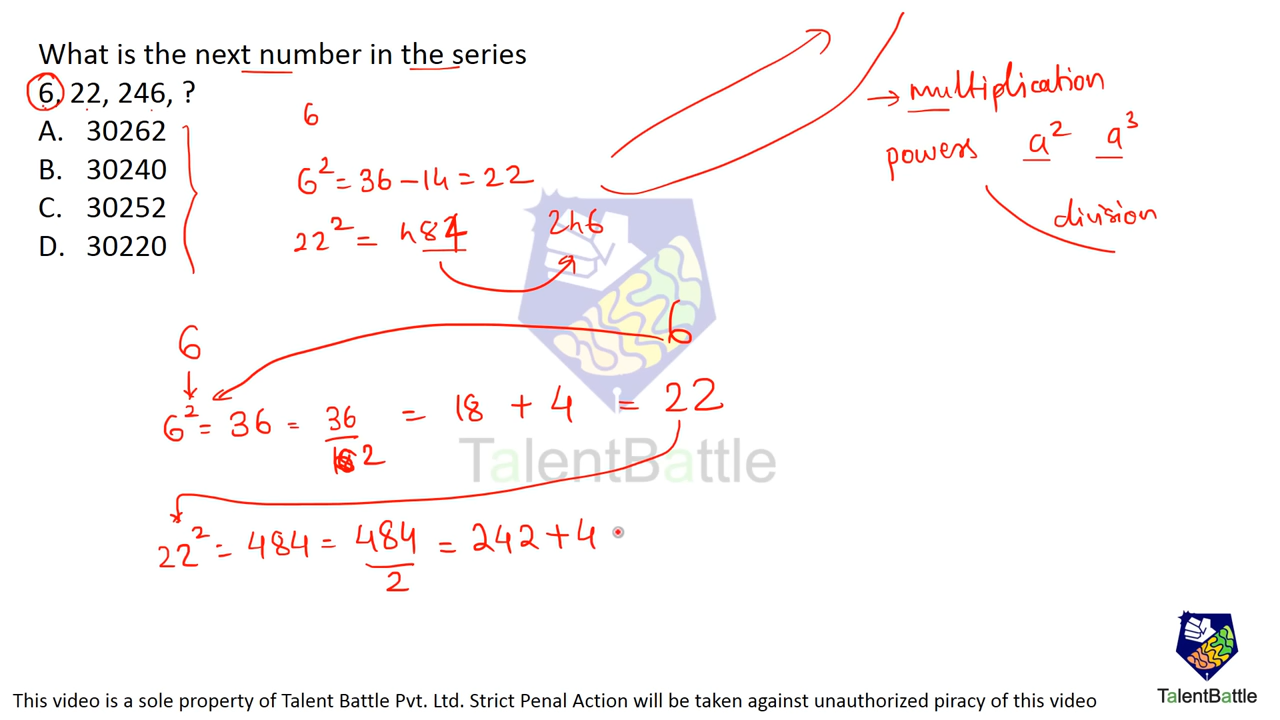 What is the next number in the series
6, 22, 246, ?
A. 30262
B. 30240
C. 30252
D. 30220
6
6² = 36 - 14 = 22
22² = 484
246
→ multiplication
powers a² a³
division
6
6
6² = 36 = 36/2 = 18 + 4 = 22
22² = 484 = 484/2 = 242 + 4
TalentBattle
TalentBattle
This video is a sole property of Talent Battle Pvt. Ltd. Strict Penal Action will be taken against unauthorized piracy of this video